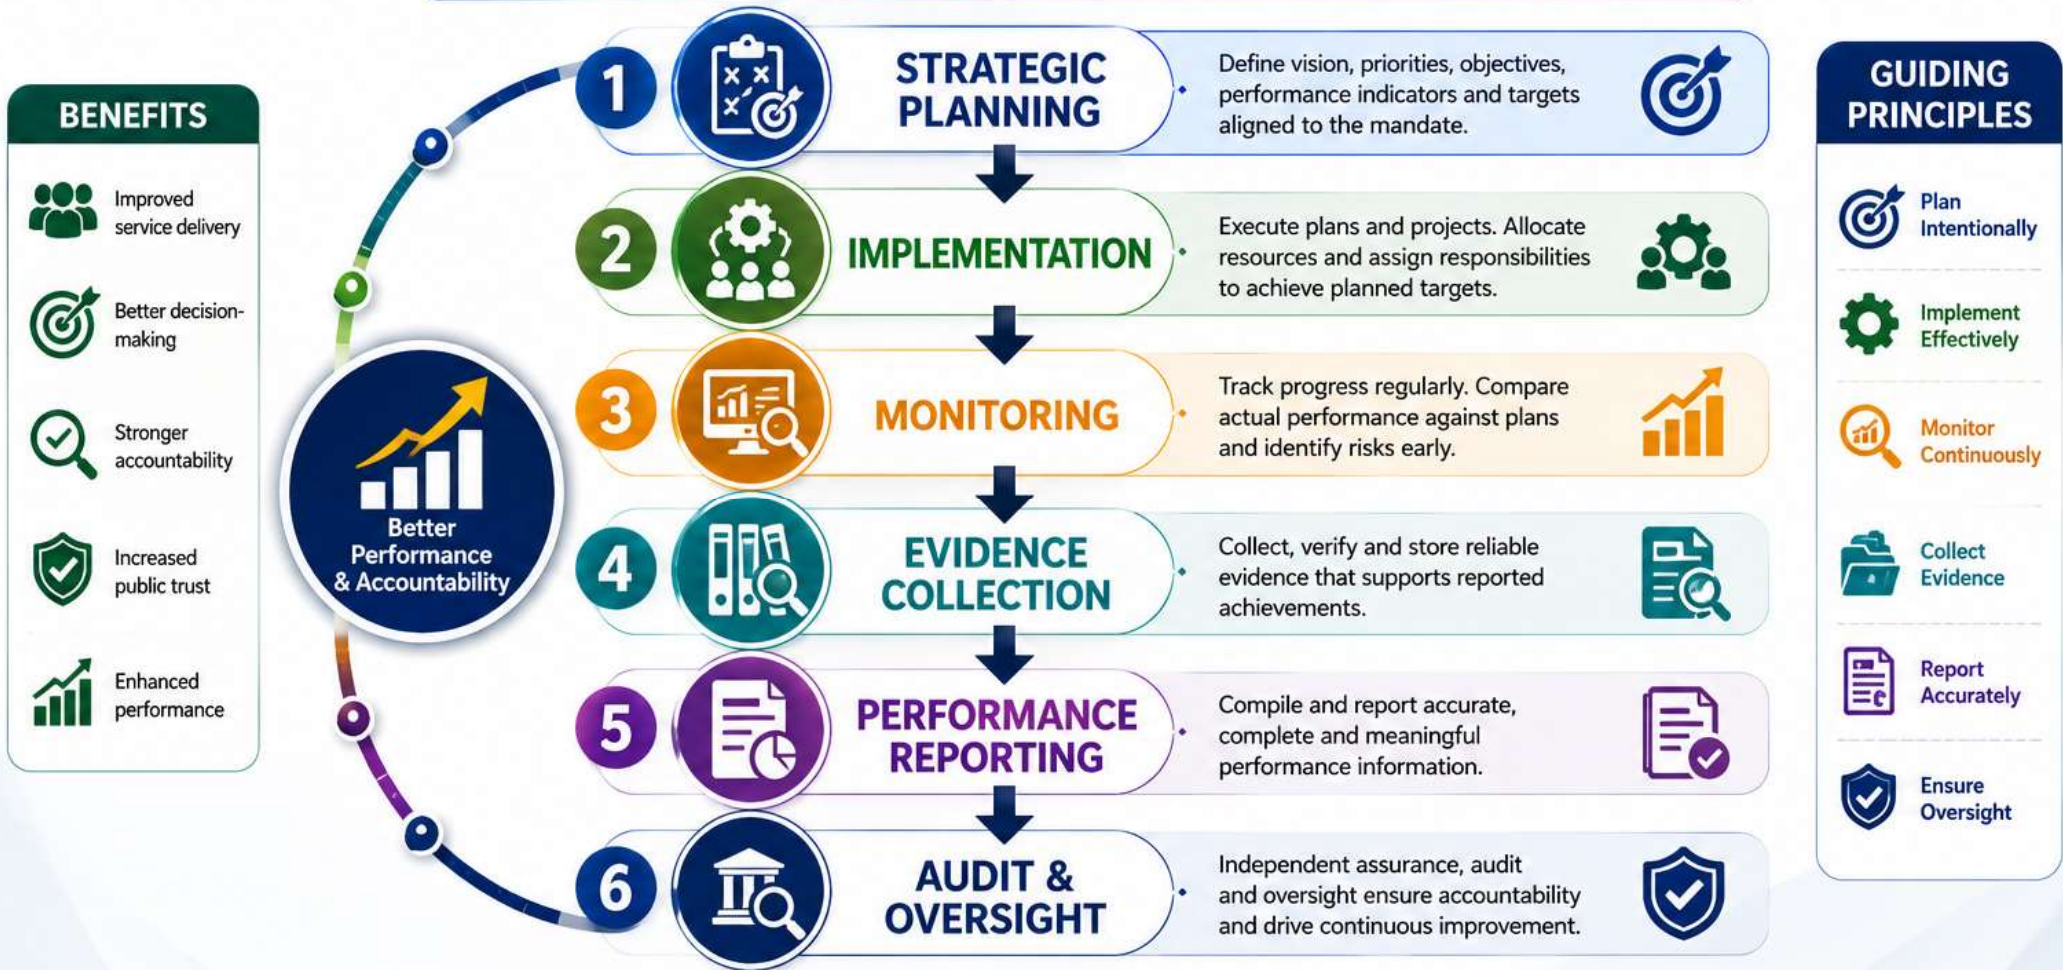 BENEFITS
Improved
service delivery
Better decision-
making
Stronger
accountability
Increased
public trust
Enhanced
performance
Better
Performance
& Accountability
1
STRATEGIC
PLANNING
Define vision, priorities, objectives,
performance indicators and targets
aligned to the mandate.
2
IMPLEMENTATION
Execute plans and projects. Allocate
resources and assign responsibilities
to achieve planned targets.
3
MONITORING
Track progress regularly. Compare
actual performance against plans
and identify risks early.
4
EVIDENCE
COLLECTION
Collect, verify and store reliable
evidence that supports reported
achievements.
5
PERFORMANCE
REPORTING
Compile and report accurate,
complete and meaningful
performance information.
6
AUDIT &
OVERSIGHT
Independent assurance, audit
and oversight ensure accountability
and drive continuous improvement.
GUIDING
PRINCIPLES
Plan
Intentionally
Implement
Effectively
Monitor
Continuously
Collect
Evidence
Report
Accurately
Ensure
Oversight